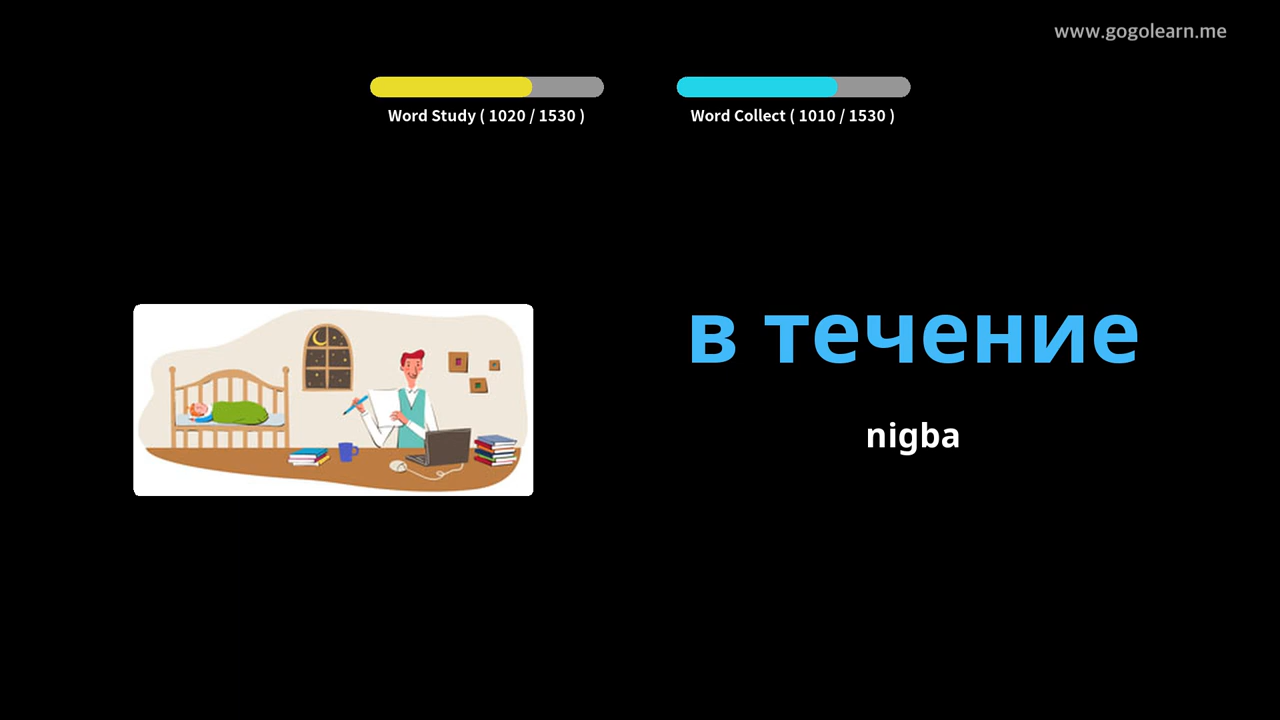 www.gogolearn.me
Word Study ( 1020 / 1530 )
Word Collect ( 1010 / 1530 )
в течение
nigba